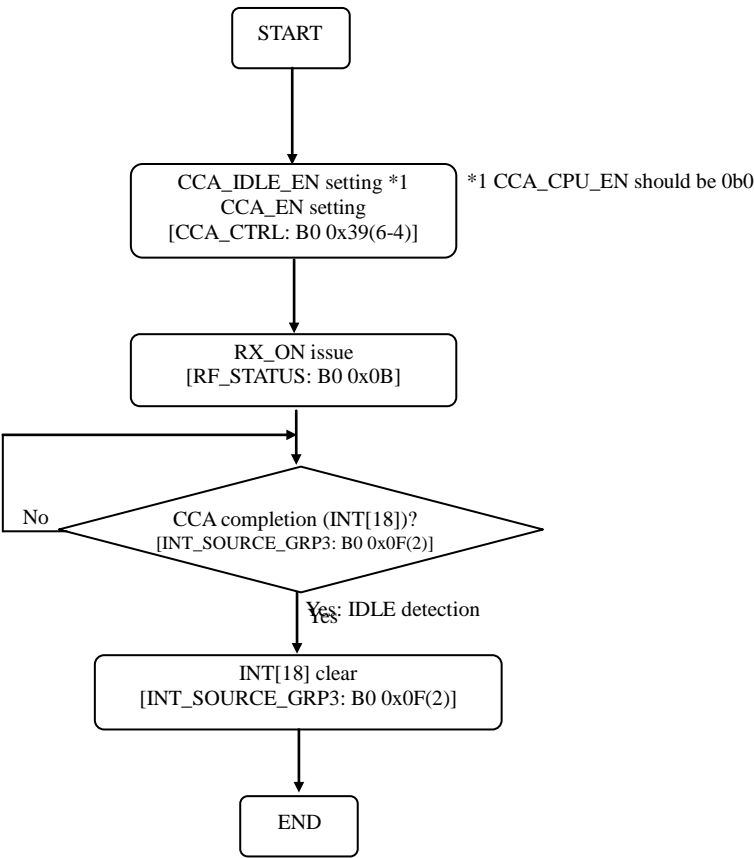 START
CCA_IDLE_EN setting *1
CCA_EN setting
[CCA_CTRL: B0 0x39(6-4)]
*1 CCA_CPU_EN should be 0b0
RX_ON issue
[RF_STATUS: B0 0x0B]
No
CCA completion (INT[18])?
[INT_SOURCE_GRP3: B0 0x0F(2)]
Yes: IDLE detection
Yes
INT[18] clear
[INT_SOURCE_GRP3: B0 0x0F(2)]
END